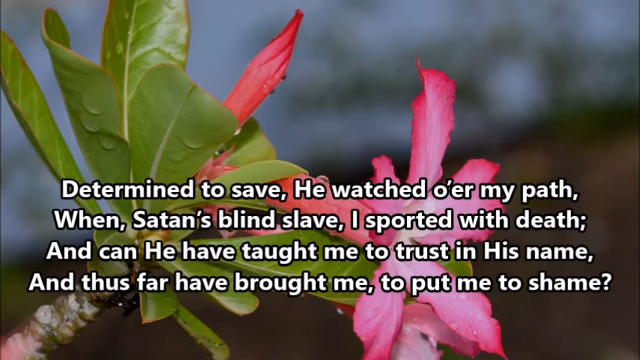 Determined to save, He watched o’er my path,
When, Satan’s blind slave, I sported with death;
And can He have taught me to trust in His name,
And thus far have brought me, to put me to shame?